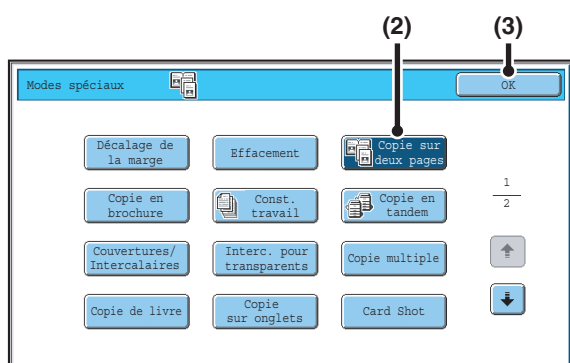 (2) (3)
Modes spéciaux OK
Décalage de
la marge
Effacement
Copie sur
deux pages
Copie en
brochure
Const.
travail
Copie en
tandem
1
2
Couvertures/
Intercalaires
Interc. pour
transparents
Copie multiple
Copie de livre
Copie
sur onglets
Card Shot